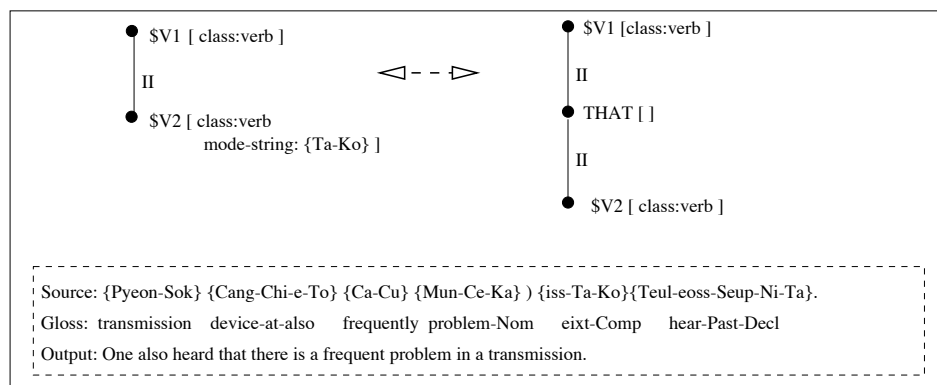 $V1 [ class:verb ]
II
$V2 [ class:verb
mode-string: {Ta-Ko} ]
$V1 [class:verb ]
II
THAT [ ]
II
$V2 [ class:verb ]
Source: {Pyeon-Sok} {Cang-Chi-e-To} {Ca-Cu} {Mun-Ce-Ka} ) {iss-Ta-Ko}{Teul-eoss-Seup-Ni-Ta}.
Gloss: transmission device-at-also frequently problem-Nom eixt-Comp hear-Past-Decl
Output: One also heard that there is a frequent problem in a transmission.